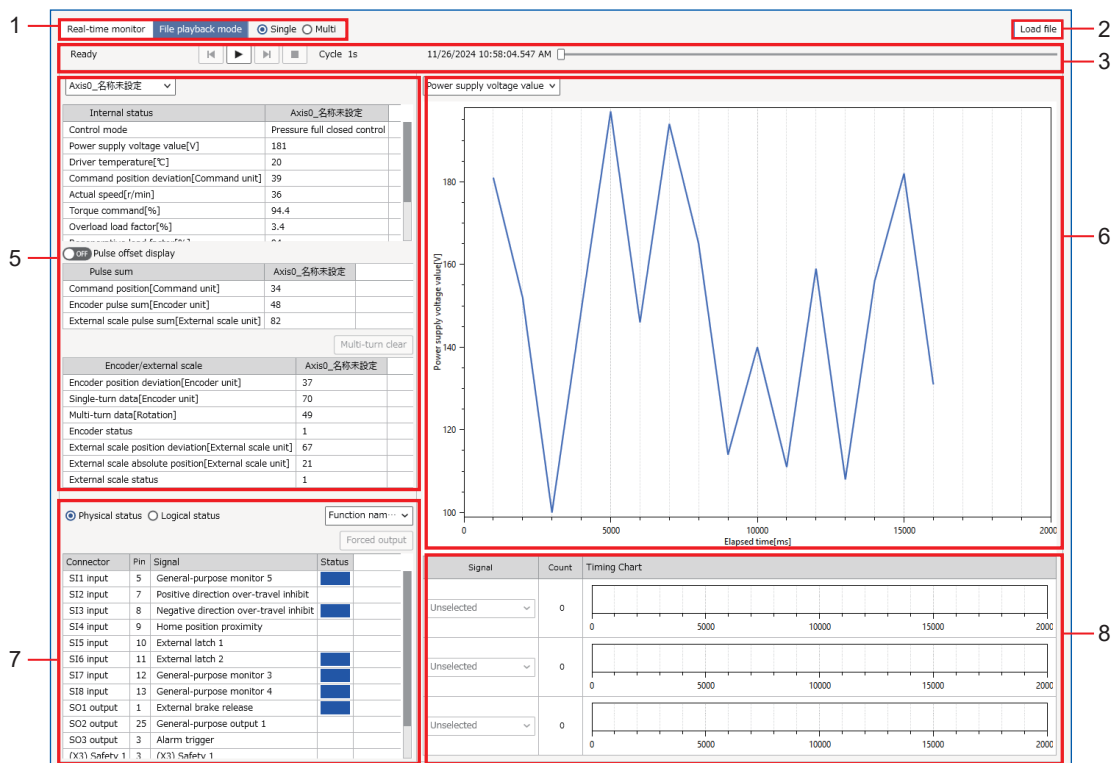 1
Real-time monitor File playback mode Single Multi
Load file
2
Ready Cycle 1s 11/26/2024 10:58:04.547 AM
3
5
Axis0_名称未設定
Internal status Axis0_名称未設定
Control mode Pressure full closed control
Power supply voltage value[V] 181
Driver temperature[℃] 20
Command position deviation[Command unit] 39
Actual speed[r/min] 36
Torque command[%] 94.4
Overload load factor[%] 3.4
OFF Pulse offset display
Pulse sum Axis0_名称未設定
Command position[Command unit] 34
Encoder pulse sum[Encoder unit] 48
External scale pulse sum[External scale unit] 82
Multi-turn clear
Encoder/external scale Axis0_名称未設定
Encoder position deviation[Encoder unit] 37
Single-turn data[Encoder unit] 70
Multi-turn data[Rotation] 49
Encoder status 1
External scale position deviation[External scale unit] 67
External scale absolute position[External scale unit] 21
External scale status 1
6
Power supply voltage value
Power supply voltage value[V]
180
160
140
120
100
0 5000 10000 15000 2000
Elapsed time[ms]
7
Physical status Logical status Function nam…
Forced output
Connector Pin Signal Status
SI1 input 5 General-purpose monitor 5
SI2 input 7 Positive direction over-travel inhibit
SI3 input 8 Negative direction over-travel inhibit
SI4 input 9 Home position proximity
SI5 input 10 External latch 1
SI6 input 11 External latch 2
SI7 input 12 General-purpose monitor 3
SI8 input 13 General-purpose monitor 4
SO1 output 1 External brake release
SO2 output 25 General-purpose output 1
SO3 output 3 Alarm trigger
(X3) Safety 1 3 (X3) Safety 1
8
Signal Count Timing Chart
Unselected 0
0 5000 10000 15000 2000
Unselected 0
0 5000 10000 15000 2000
Unselected 0
0 5000 10000 15000 2000